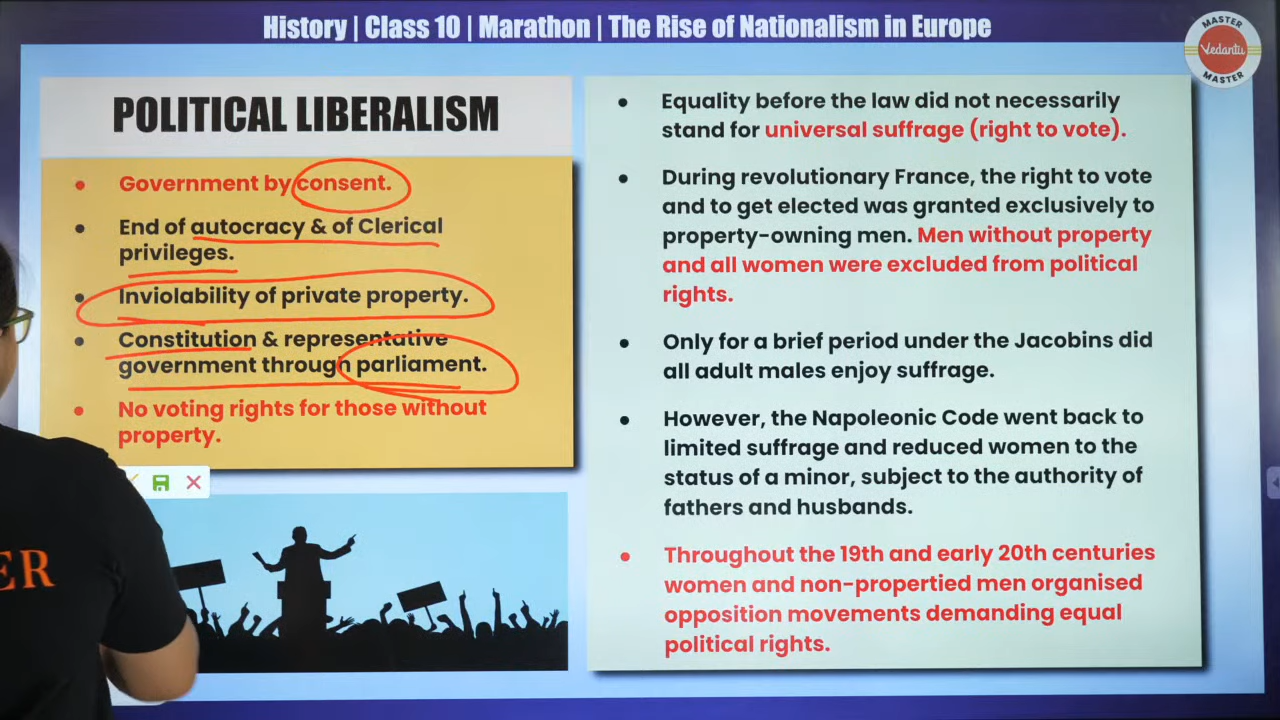 History | Class 10 | Marathon | The Rise of Nationalism in Europe
MASTER
Vedantu
MASTER
POLITICAL LIBERALISM
Government by consent.
End of autocracy & of Clerical
privileges.
Inviolability of private property.
Constitution & representative
government through parliament.
No voting rights for those without
property.
Equality before the law did not necessarily
stand for universal suffrage (right to vote).
During revolutionary France, the right to vote
and to get elected was granted exclusively to
property-owning men. Men without property
and all women were excluded from political
rights.
Only for a brief period under the Jacobins did
all adult males enjoy suffrage.
However, the Napoleonic Code went back to
limited suffrage and reduced women to the
status of a minor, subject to the authority of
fathers and husbands.
Throughout the 19th and early 20th centuries
women and non-propertied men organised
opposition movements demanding equal
political rights.
ER